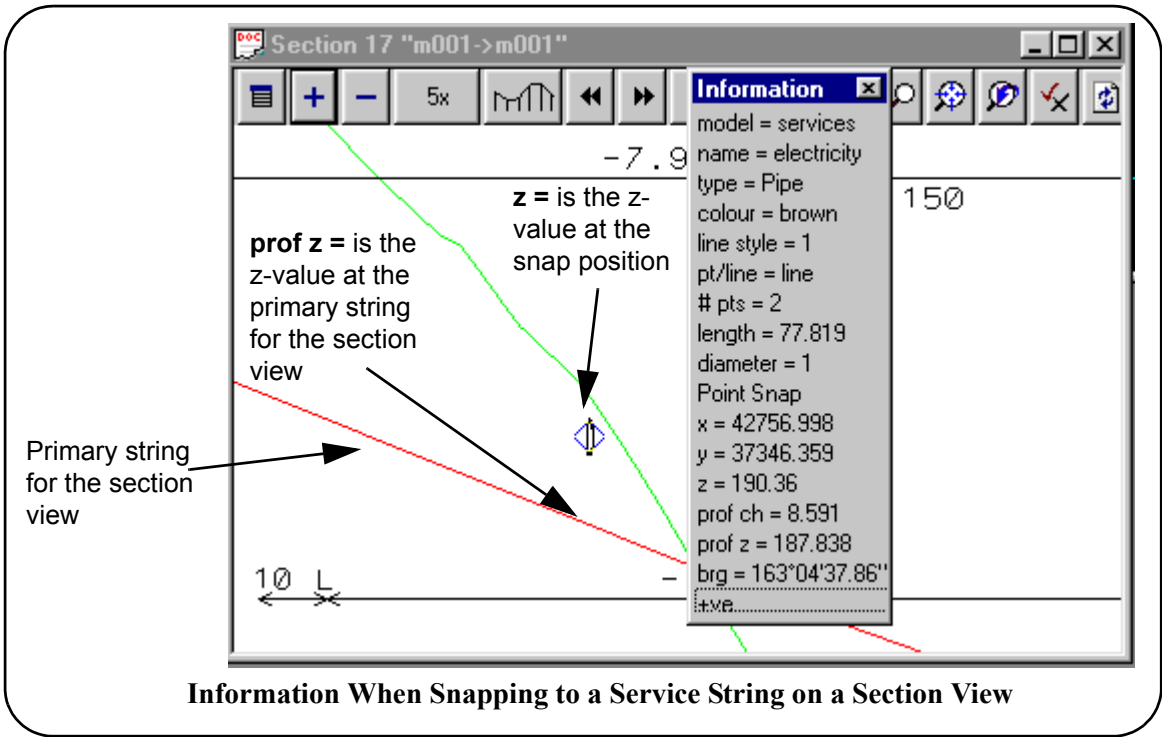 Section 17 "m001->m001"
5x
-7.9
150
Information
model = services
name = electricity
type = Pipe
colour = brown
line style = 1
pt/line = line
# pts = 2
length = 77.819
diameter = 1
Point Snap
x = 42756.998
y = 37346.359
z = 190.36
prof ch = 8.591
prof z = 187.838
brg = 163°04'37.86"
+ve
z = is the z-
value at the
snap position
prof z = is the
z-value at the
primary string
for the section
view
Primary string
for the section
view
10 L
-
Information When Snapping to a Service String on a Section View